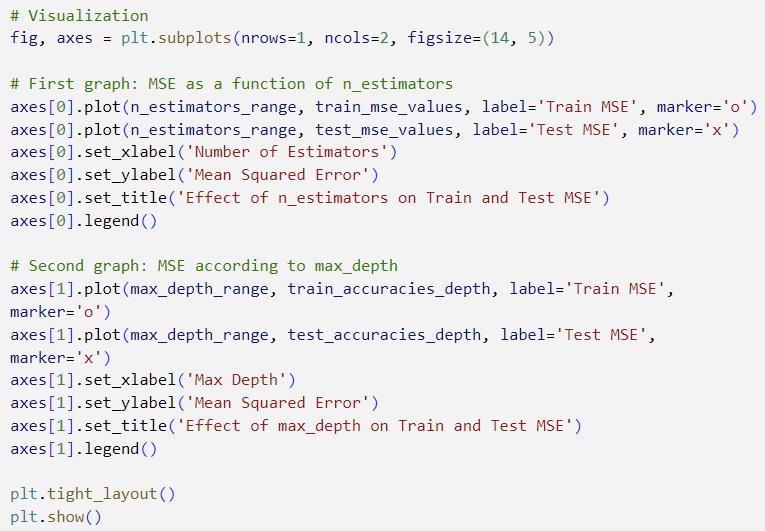 # Visualization
fig, axes = plt.subplots(nrows=1, ncols=2, figsize=(14, 5))

# First graph: MSE as a function of n_estimators
axes[0].plot(n_estimators_range, train_mse_values, label='Train MSE', marker='o')
axes[0].plot(n_estimators_range, test_mse_values, label='Test MSE', marker='x')
axes[0].set_xlabel('Number of Estimators')
axes[0].set_ylabel('Mean Squared Error')
axes[0].set_title('Effect of n_estimators on Train and Test MSE')
axes[0].legend()

# Second graph: MSE according to max_depth
axes[1].plot(max_depth_range, train_accuracies_depth, label='Train MSE',
marker='o')
axes[1].plot(max_depth_range, test_accuracies_depth, label='Test MSE',
marker='x')
axes[1].set_xlabel('Max Depth')
axes[1].set_ylabel('Mean Squared Error')
axes[1].set_title('Effect of max_depth on Train and Test MSE')
axes[1].legend()

plt.tight_layout()
plt.show()